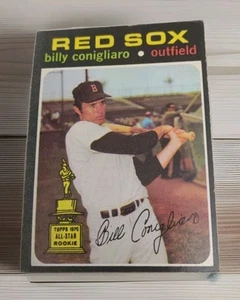 RED SOX
billy conigliaro • outfield
B
TOPPS 1970
ALL-STAR
ROOKIE
Bill Conigliaro